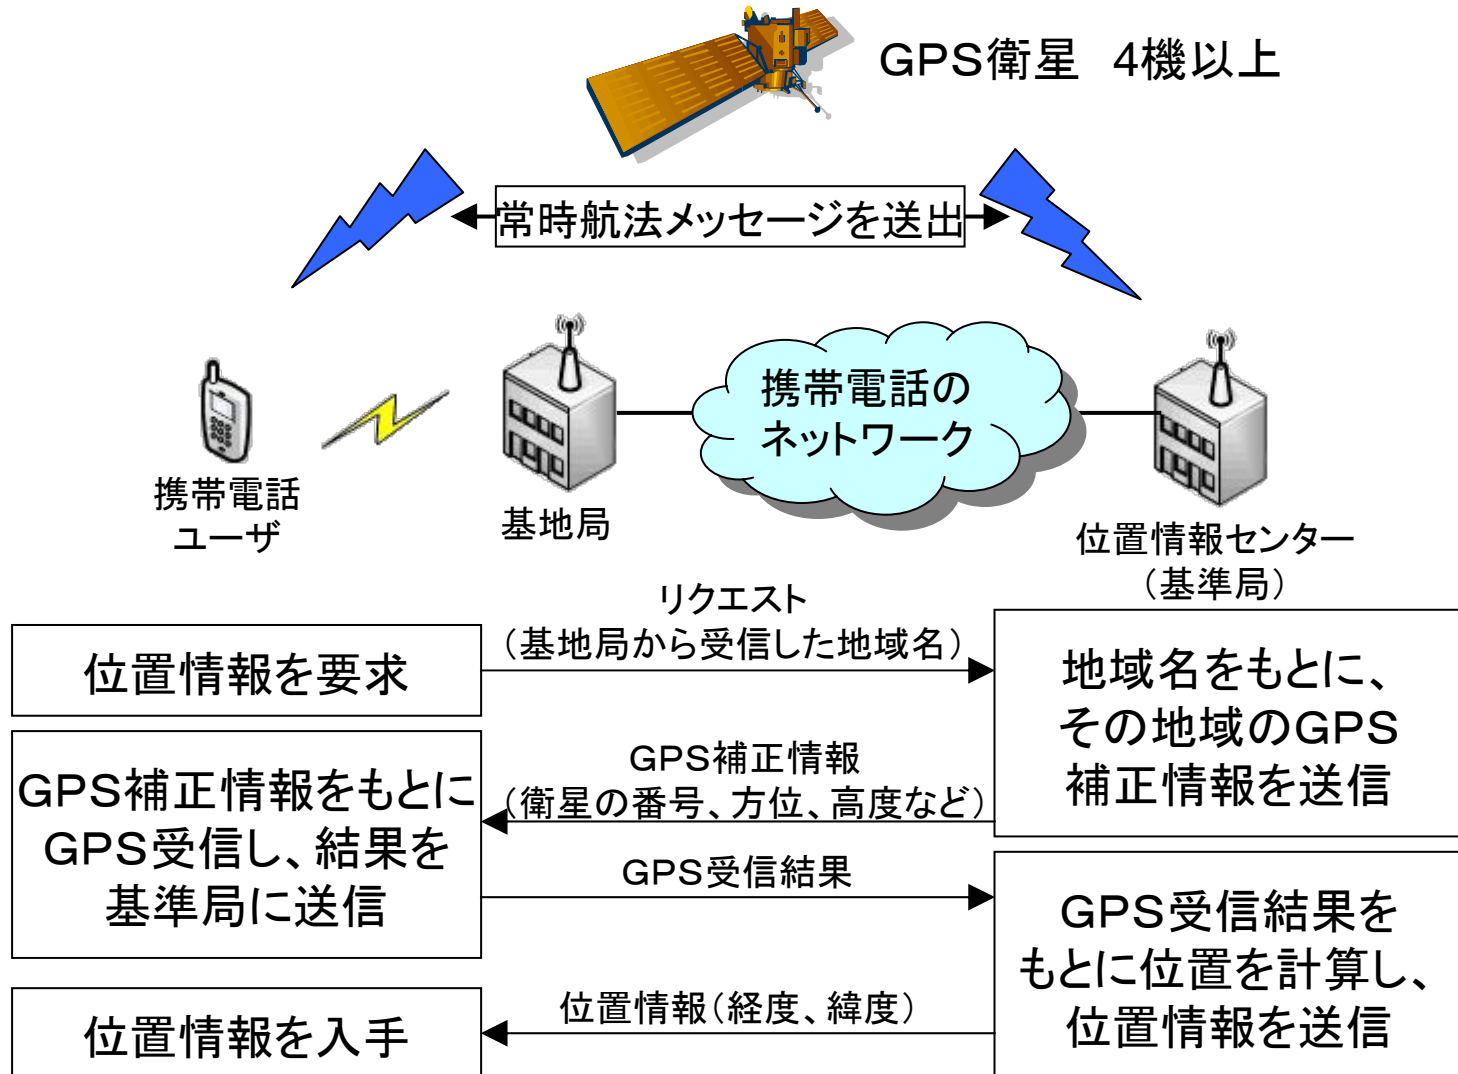 GPS衛星　4機以上
常時航法メッセージを送出
携帯電話の
ネットワーク
携帯電話
ユーザ
基地局
位置情報センター
（基準局）
リクエスト
（基地局から受信した地域名）
位置情報を要求
地域名をもとに、
その地域のGPS
補正情報を送信
GPS補正情報
（衛星の番号、方位、高度など）
GPS補正情報をもとに
GPS受信し、結果を
基準局に送信
GPS受信結果
GPS受信結果を
もとに位置を計算し、
位置情報を送信
位置情報（経度、緯度）
位置情報を入手